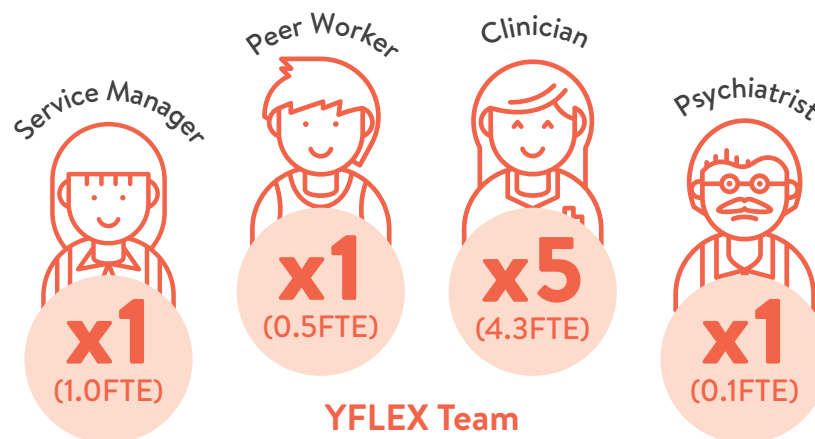 Service Manager
x1
(1.0FTE)
Peer Worker
x1
(0.5FTE)
Clinician
x5
(4.3FTE)
Psychiatrist
x1
(0.1FTE)
YFLEX Team